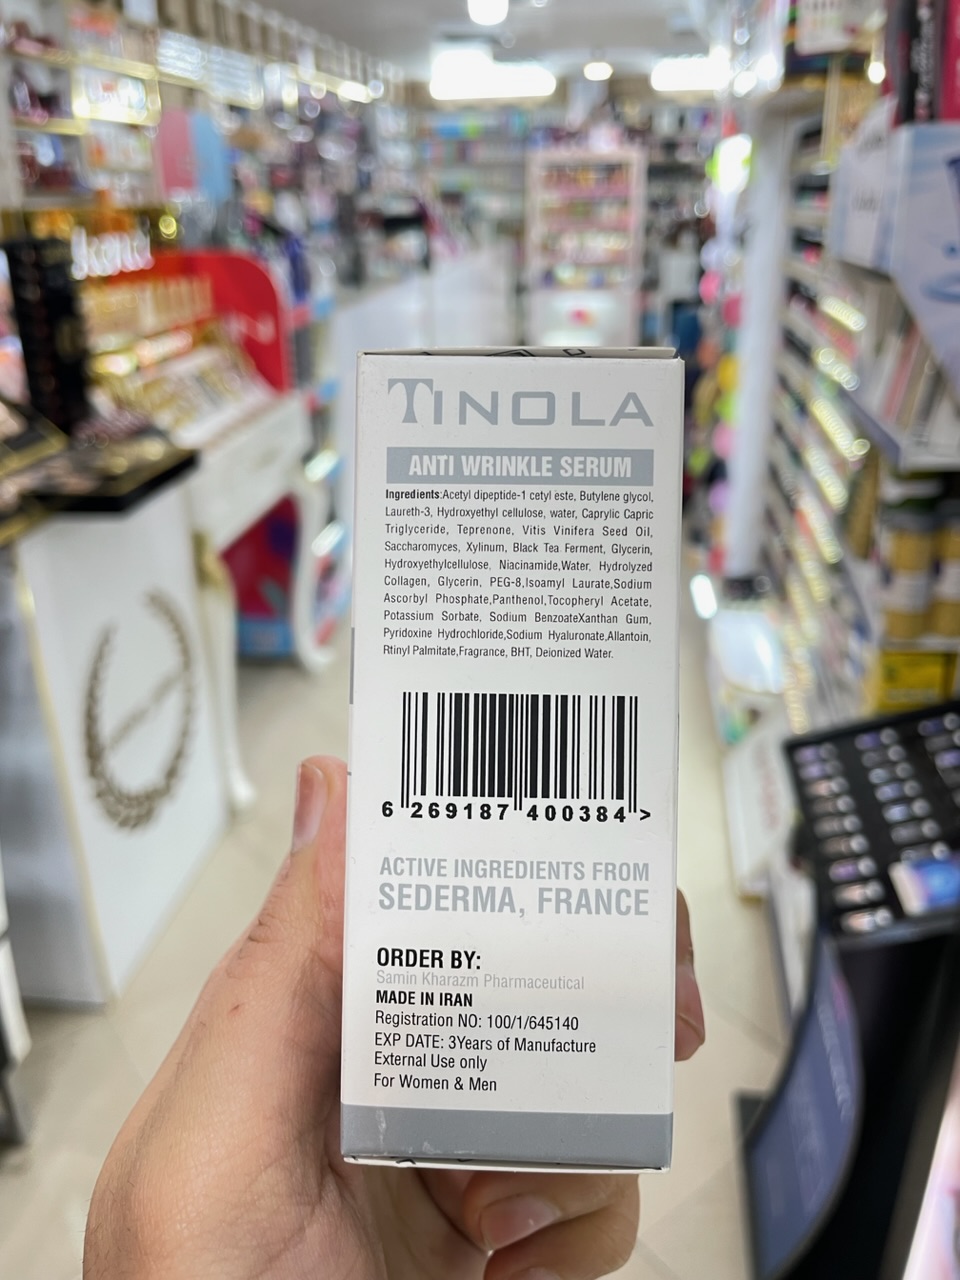 TINOLA
ANTI WRINKLE SERUM
Ingredients:Acetyl dipeptide-1 cetyl este, Butylene glycol,
Laureth-3, Hydroxyethyl cellulose, water, Caprylic Capric
Triglyceride, Teprenone, Vitis Vinifera Seed Oil,
Saccharomyces, Xylinum, Black Tea Ferment, Glycerin,
Hydroxyethylcellulose, Niacinamide,Water, Hydrolyzed
Collagen, Glycerin, PEG-8,Isoamyl Laurate,Sodium
Ascorbyl Phosphate,Panthenol,Tocopheryl Acetate,
Potassium Sorbate, Sodium BenzoateXanthan Gum,
Pyridoxine Hydrochloride,Sodium Hyaluronate,Allantoin,
Rtinyl Palmitate,Fragrance, BHT, Deionized Water.
6 269187 400384 >
ACTIVE INGREDIENTS FROM
SEDERMA, FRANCE
ORDER BY:
Samin Kharazm Pharmaceutical
MADE IN IRAN
Registration NO: 100/1/645140
EXP DATE: 3Years of Manufacture
External Use only
For Women & Men